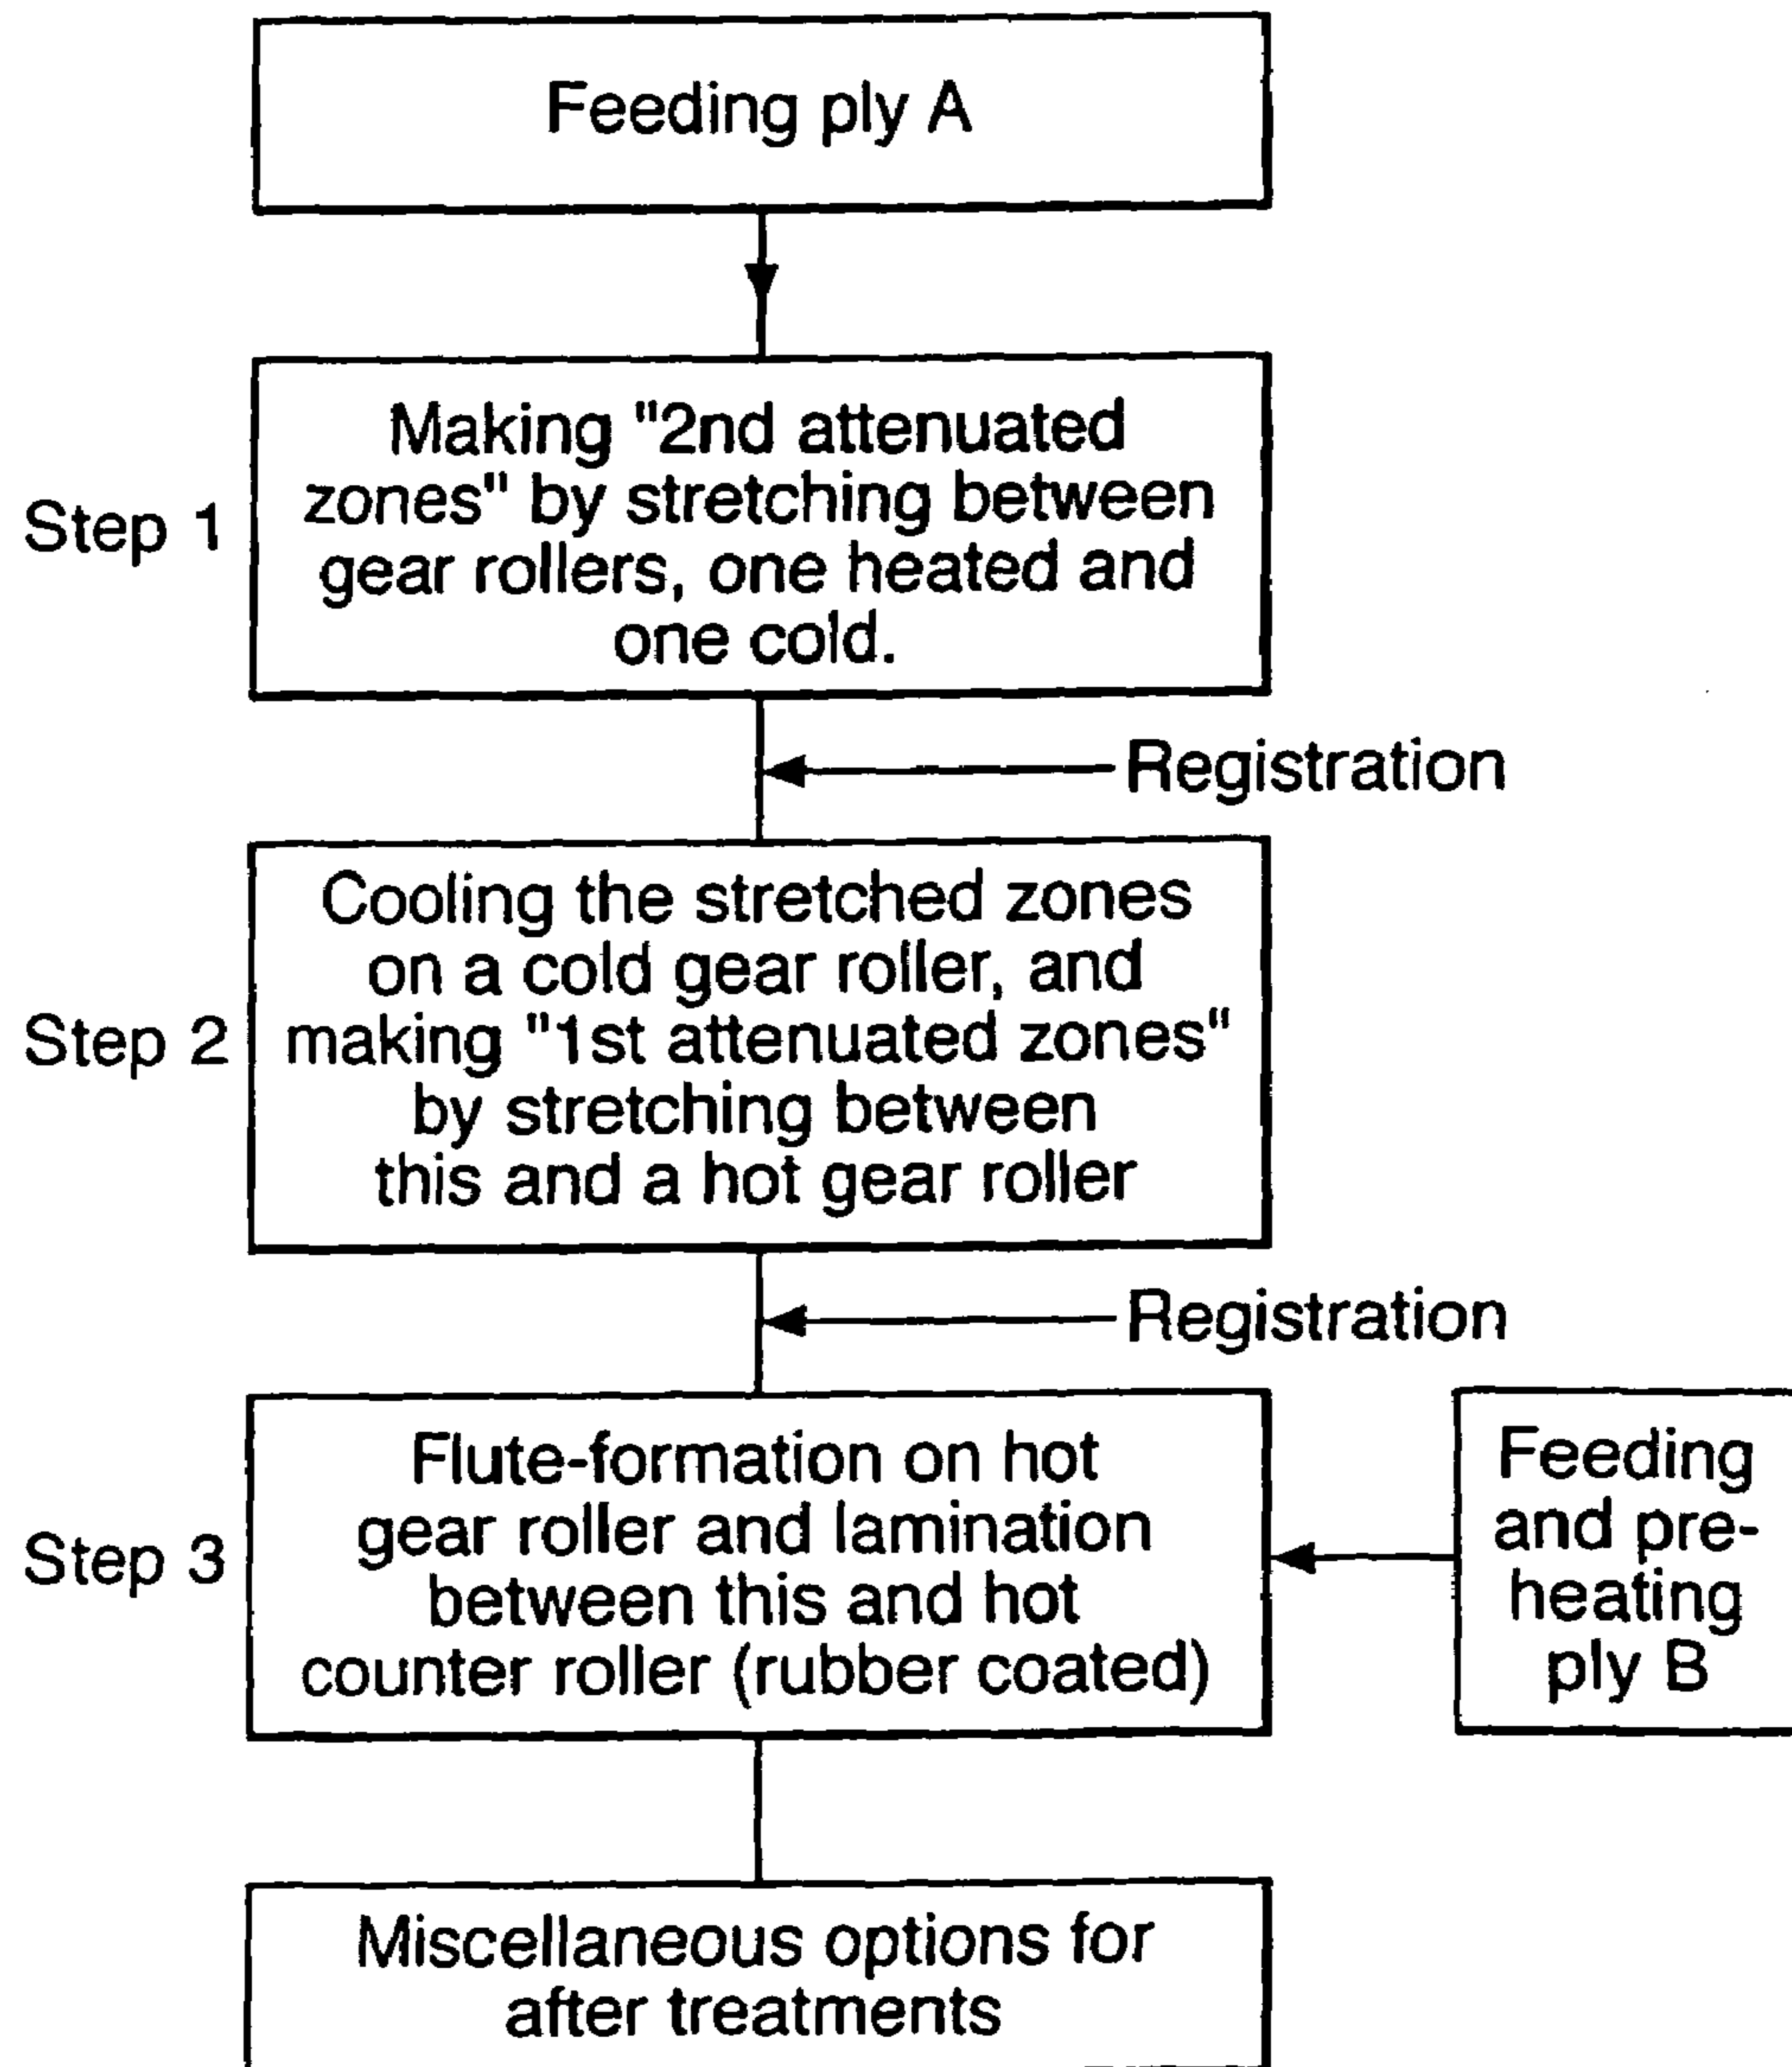 Feeding ply A
Step 1
Making "2nd attenuated
zones" by stretching between
gear rollers, one heated and
one cold.
Registration
Step 2
Cooling the stretched zones
on a cold gear roller, and
making "1st attenuated zones"
by stretching between
this and a hot gear roller
Registration
Step 3
Flute-formation on hot
gear roller and lamination
between this and hot
counter roller (rubber coated)
Feeding
and pre-
heating
ply B
Miscellaneous options for
after treatments